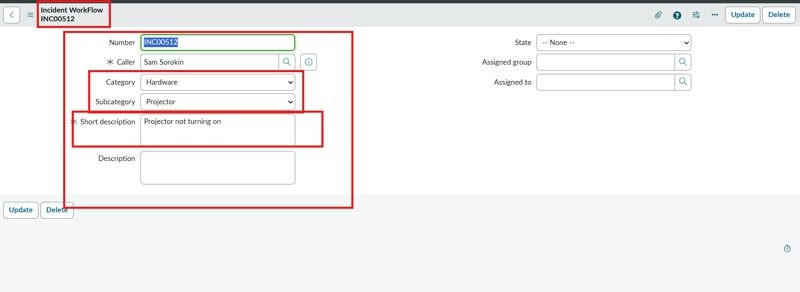 Incident WorkFlow
INC00512
Update Delete
Number INC00512
Caller Sam Sorokin
Category Hardware
Subcategory Projector
Short description Projector not turning on
Description
State -- None --
Assigned group
Assigned to
Update Delete